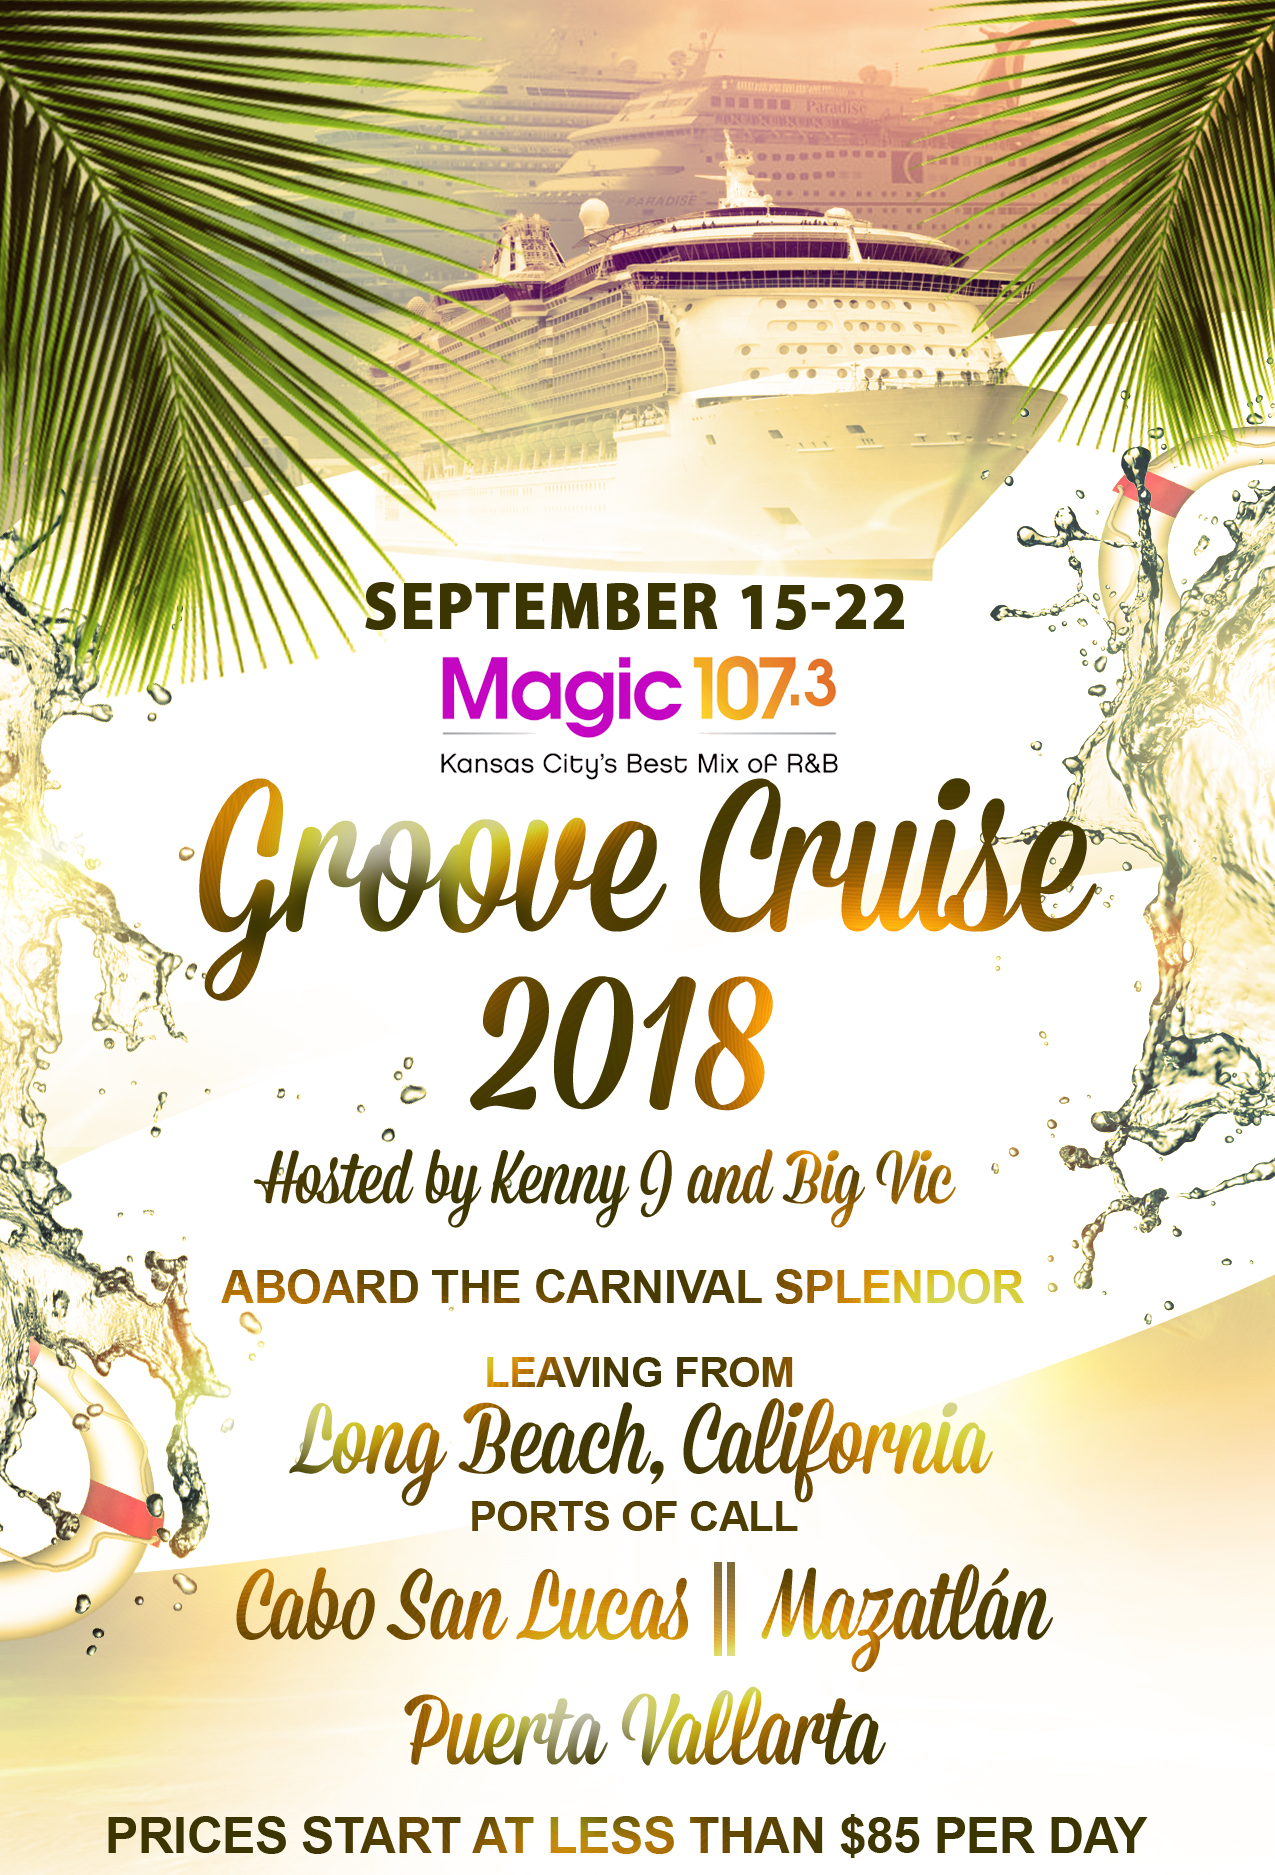 Paradise
PARADISE
SEPTEMBER 15-22
Magic 107.3
Kansas City's Best Mix of R&B
Groove Cruise
2018
Hosted by Kenny J and Big Vic
ABOARD THE CARNIVAL SPLENDOR
LEAVING FROM
Long Beach, California
PORTS OF CALL
Cabo San Lucas || Mazatlán
Puerta Vallarta
PRICES START AT LESS THAN $85 PER DAY